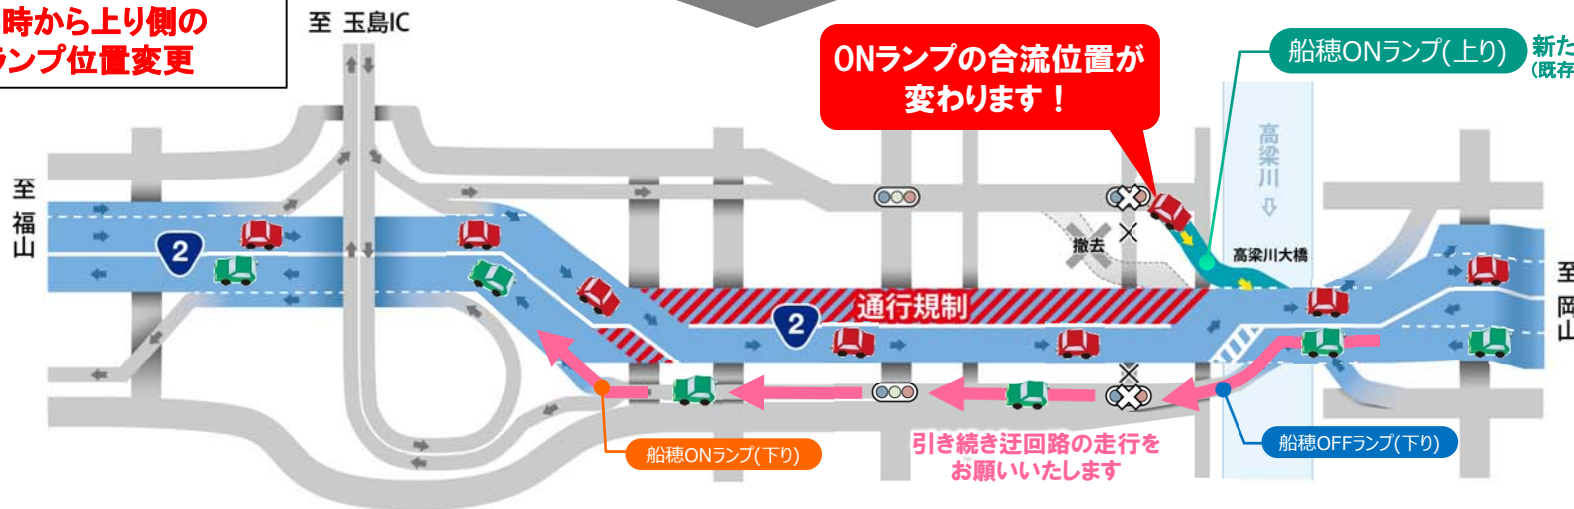 時から上り側の
ランプ位置変更
至 玉島IC
ONランプの合流位置が
変わります！
船穂ONランプ(上り)
新た
(既存
高梁川
至 福山
2
撤去
高梁川大橋
通行規制
2
至 岡山
船穂ONランプ(下り)
引き続き迂回路の走行を
お願いいたします
船穂OFFランプ(下り)